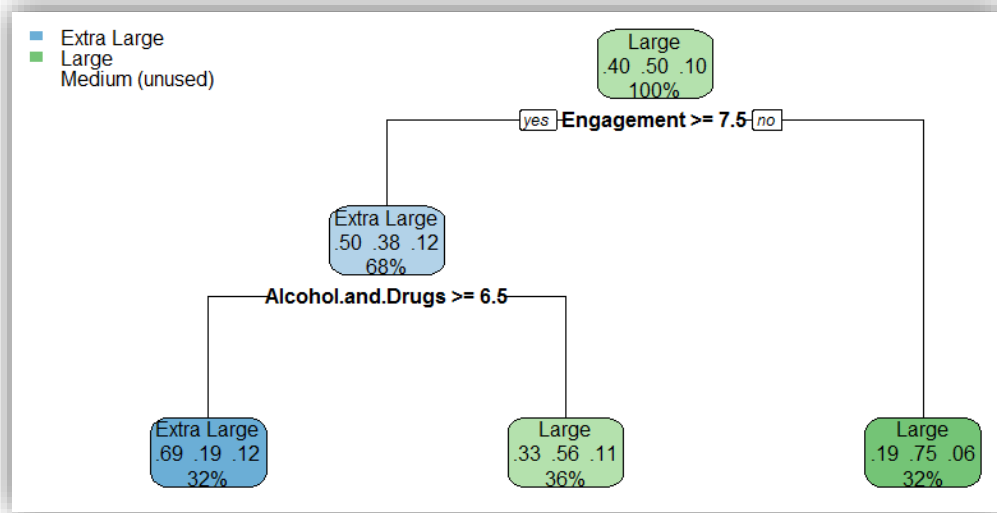 Extra Large
Large
Medium (unused)
Large
.40 .50 .10
100%
yes Engagement >= 7.5 no
Extra Large
.50 .38 .12
68%
Alcohol.and.Drugs >= 6.5
Extra Large
.69 .19 .12
32%
Large
.33 .56 .11
36%
Large
.19 .75 .06
32%